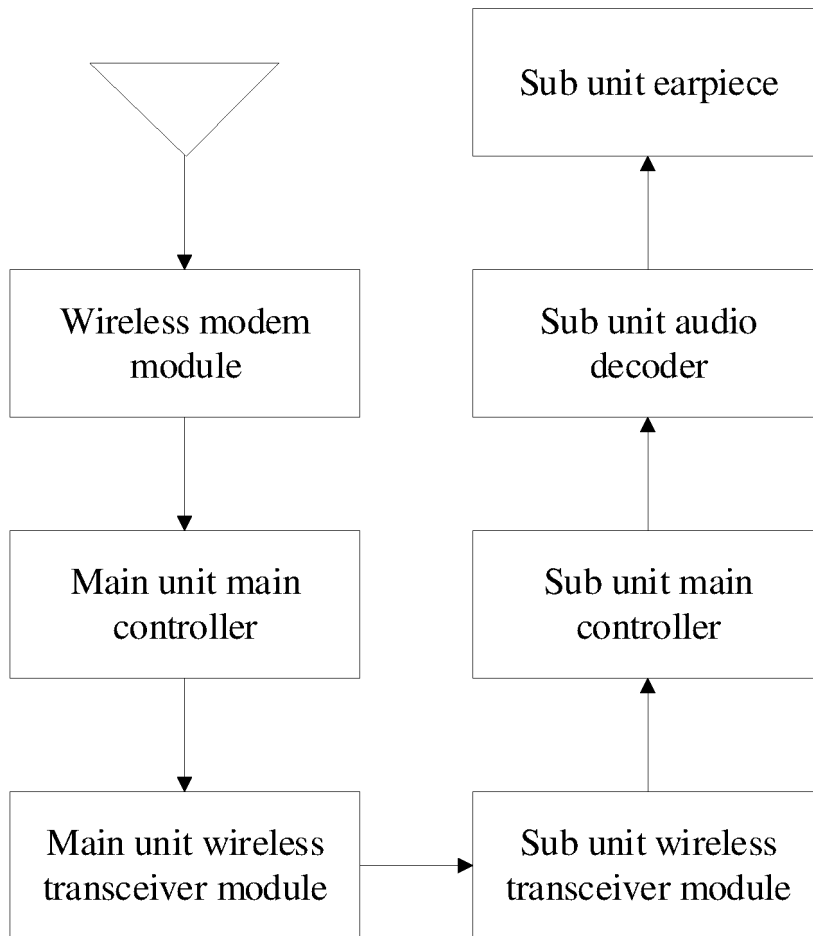 Wireless modem
module
Main unit main
controller
Main unit wireless
transceiver module
Sub unit wireless
transceiver module
Sub unit main
controller
Sub unit audio
decoder
Sub unit earpiece